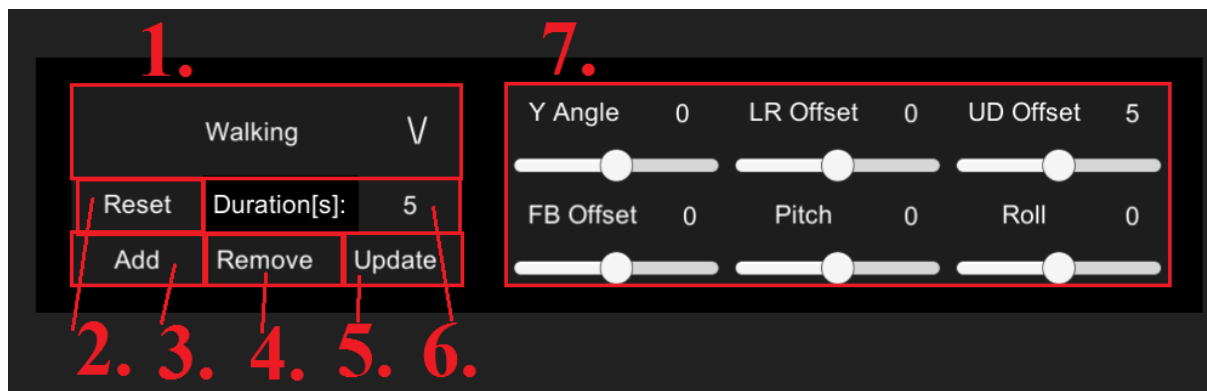 1.
7.
Walking \/
Y Angle 0 LR Offset 0 UD Offset 5
Reset Duration[s]: 5
FB Offset 0 Pitch 0 Roll 0
Add Remove Update
2. 3. 4. 5. 6.